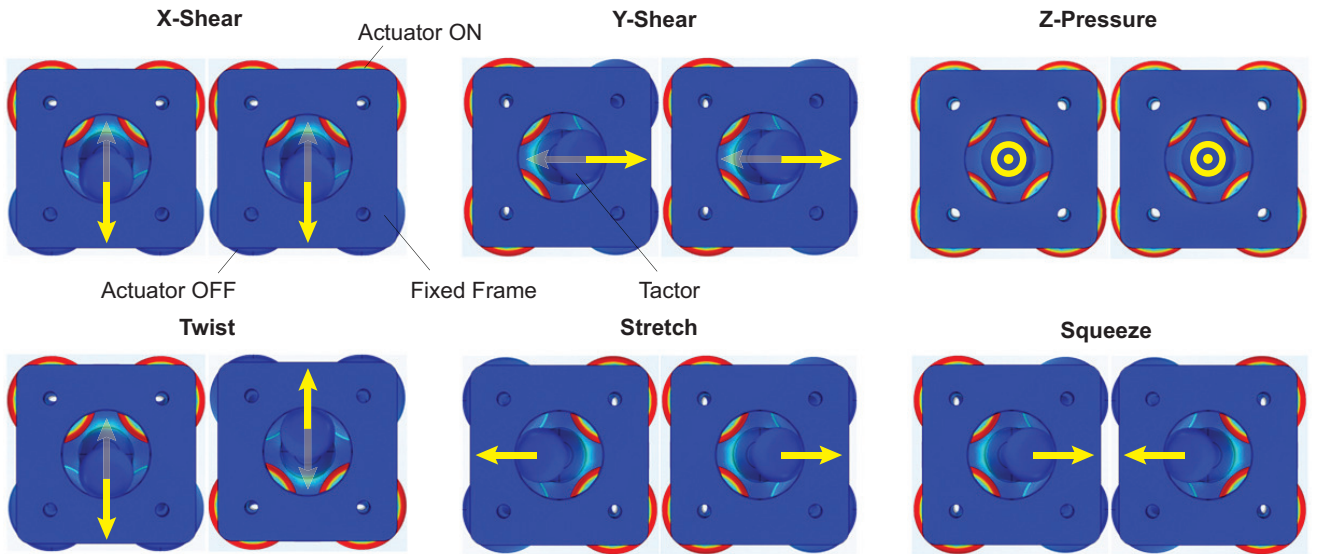 X-Shear
Y-Shear
Z-Pressure
Actuator ON
Actuator OFF
Fixed Frame
Tactor
Twist
Stretch
Squeeze